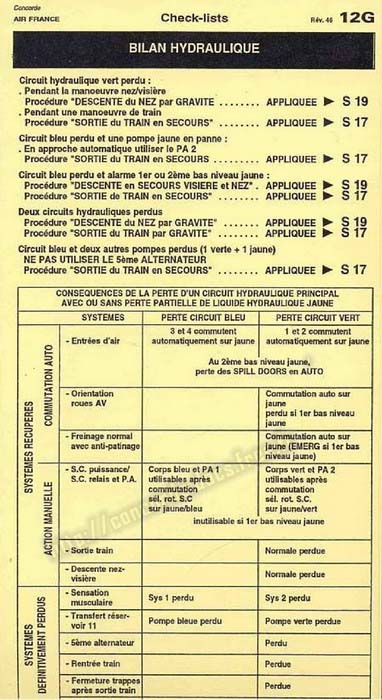 Concorde
AIR FRANCE
Check-lists
Rév. 46 12G
BILAN HYDRAULIQUE
Circuit hydraulique vert perdu :
. Pendant la manoeuvre nez/visière
Procédure "DESCENTE du NEZ par GRAVITE ........ APPLIQUEE ► S 19
. Pendant une manoeuvre de train
Procédure "SORTIE du TRAIN en SECOURS" ........ APPLIQUEE ► S 17
Circuit bleu perdu et une pompe jaune en panne :
. En approche automatique utiliser le PA 2
Procédure "SORTIE du TRAIN en SECOURS ......... APPLIQUEE ► S 17
Circuit bleu perdu et alarme 1er ou 2ème bas niveau jaune :
Procédure "DESCENTE en SECOURS VISIERE et NEZ" . APPLIQUEE ► S 19
Procédure "SORTIE de TRAIN en SECOURS" ........ APPLIQUEE ► S 17
Deux circuits hydrauliques perdus
Procédure "DESCENTE du NEZ par GRAVITE" ....... APPLIQUEE ► S 19
Procédure "SORTIE du TRAIN par GRAVITE" ....... APPLIQUEE ► S 17
Circuit bleu et deux autres pompes perdus (1 verte + 1 jaune)
NE PAS UTILISER LE 5ème ALTERNATEUR
Procédure "SORTIE du TRAIN en SECOURS" ........ APPLIQUEE ► S 17
CONSEQUENCES DE LA PERTE D'UN CIRCUIT HYDRAULIQUE PRINCIPAL
AVEC OU SANS PERTE PARTIELLE DE LIQUIDE HYDRAULIQUE JAUNE
SYSTEMES PERTE CIRCUIT BLEU PERTE CIRCUIT VERT
SYSTEMES RECUPERES
COMMUTATION AUTO
- Entrées d'air
3 et 4 commutent
automatiquement sur jaune
1 et 2 commutent
automatiquement sur jaune
Au 2ème bas niveau jaune,
perte des SPILL DOORS en AUTO
- Orientation
roues AV
Commutation auto sur
jaune
perdu si 1er bas niveau
jaune
- Freinage normal
avec anti-patinage
Commutation auto sur
jaune (EMERG si 1er bas
niveau jaune)
ACTION MANUELLE
- S.C. puissance/
S.C. relais et P.A.
Corps bleu et PA 1
utilisables après
commutation
sél. rot. S.C
sur jaune/bleu
Corps vert et PA 2
utilisables après
commutation
sél. rot. S.C
sur jaune/vert
inutilisable si 1er bas niveau jaune
- Sortie train
Normale perdue
- Descente nez-
visière
Normale perdue
SYSTEMES
DEFINITIVEMENT PERDUS
- Sensation
musculaire
Sys 1 perdu
Sys 2 perdu
- Transfert réser-
voir 11
Pompe bleue perdue
Pompe verte perdue
- 5ème alternateur
Perdu
- Rentrée train
Perdu
- Fermeture trappes
après sortie train
Perdu